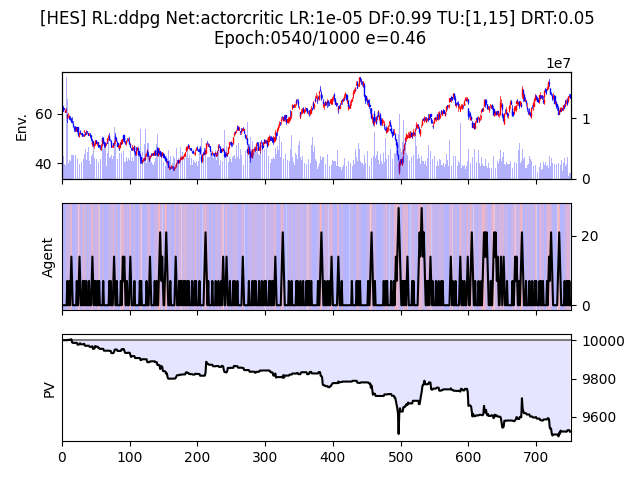 [HES] RL:ddpg Net:actorcritic LR:1e-05 DF:0.99 TU:[1,15] DRT:0.05
Epoch:0540/1000 e=0.46
1e7
Env.
60
40
1
0
Agent
20
0
PV
10000
9800
9600
0 100 200 300 400 500 600 700